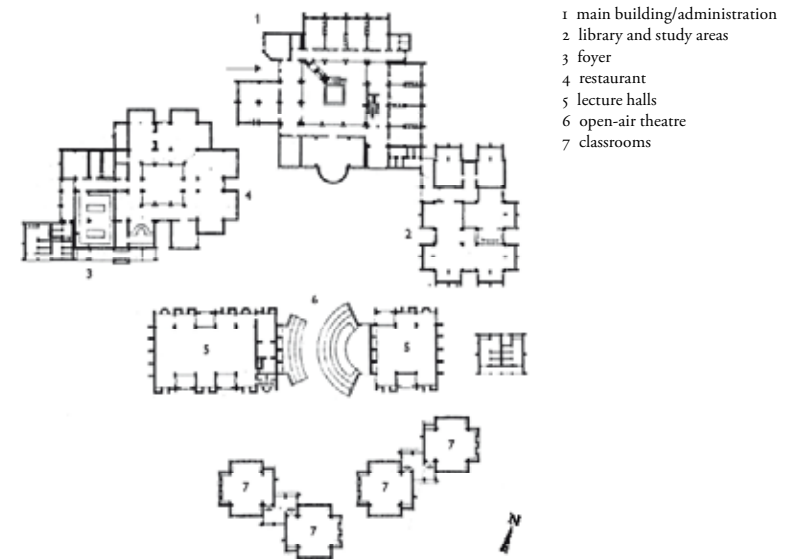 1
1 main building/administration
2 library and study areas
3 foyer
4 restaurant
5 lecture halls
6 open-air theatre
7 classrooms
4
2
3
6
5
5
7
7
7
7
N